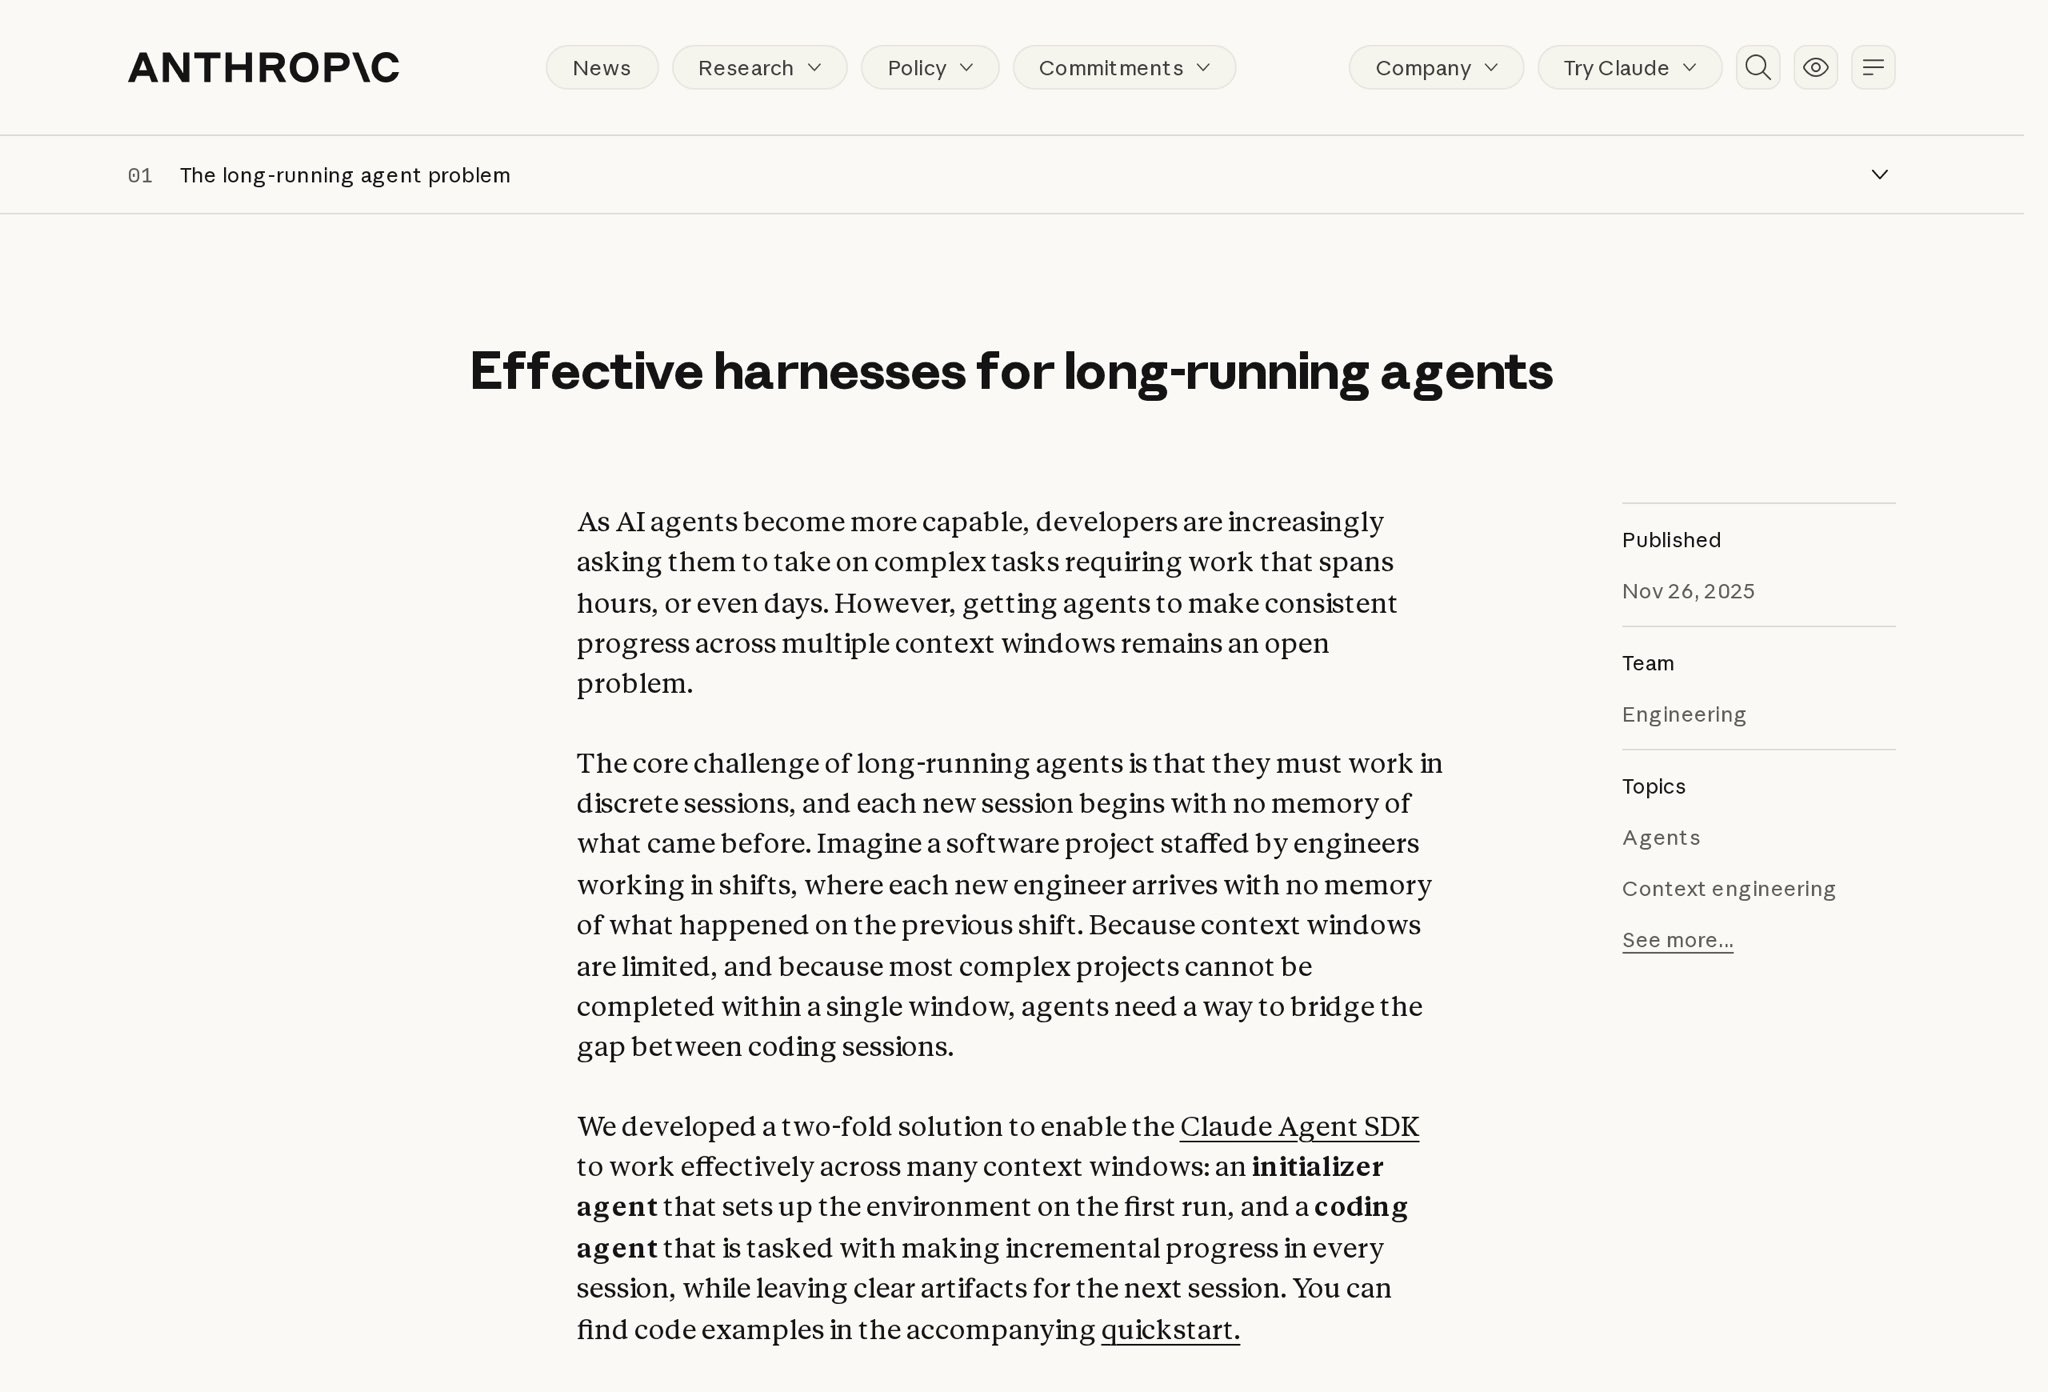 ANTHROP\C
News
Research
Policy
Commitments
Company
Try Claude
01 The long-running agent problem
Effective harnesses for long-running agents
As AI agents become more capable, developers are increasingly
asking them to take on complex tasks requiring work that spans
hours, or even days. However, getting agents to make consistent
progress across multiple context windows remains an open
problem.
The core challenge of long-running agents is that they must work in
discrete sessions, and each new session begins with no memory of
what came before. Imagine a software project staffed by engineers
working in shifts, where each new engineer arrives with no memory
of what happened on the previous shift. Because context windows
are limited, and because most complex projects cannot be
completed within a single window, agents need a way to bridge the
gap between coding sessions.
We developed a two-fold solution to enable the Claude Agent SDK
to work effectively across many context windows: an initializer
agent that sets up the environment on the first run, and a coding
agent that is tasked with making incremental progress in every
session, while leaving clear artifacts for the next session. You can
find code examples in the accompanying quickstart.
Published
Nov 26, 2025
Team
Engineering
Topics
Agents
Context engineering
See more...